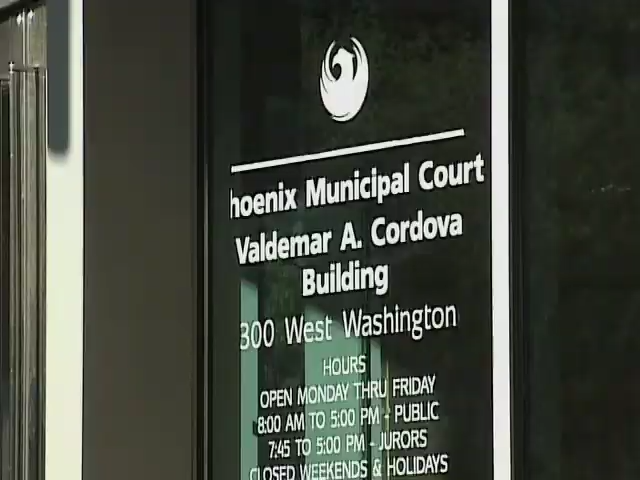 hoenix Municipal Court
Valdemar A. Cordova
Building
300 West Washington
HOURS
OPEN MONDAY THRU FRIDAY
8:00 AM TO 5:00 PM - PUBLIC
7:45 TO 5:00 PM - JURORS
CLOSED WEEKENDS & HOLIDAYS